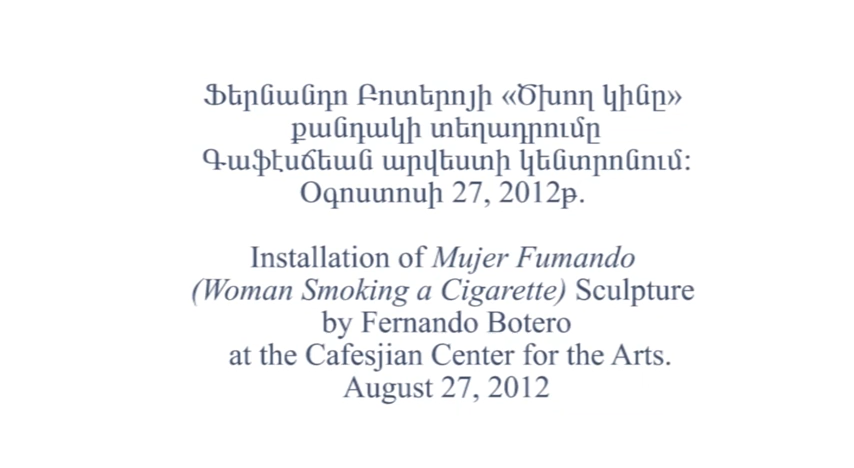 Ֆերնանդո Բոտերոյի «Ծխող կինը»
քանդակի տեղադրումը
Գաֆէսճեան արվեստի կենտրոնում:
Օգոստոսի 27, 2012թ.
Installation of Mujer Fumando
(Woman Smoking a Cigarette) Sculpture
by Fernando Botero
at the Cafesjian Center for the Arts.
August 27, 2012